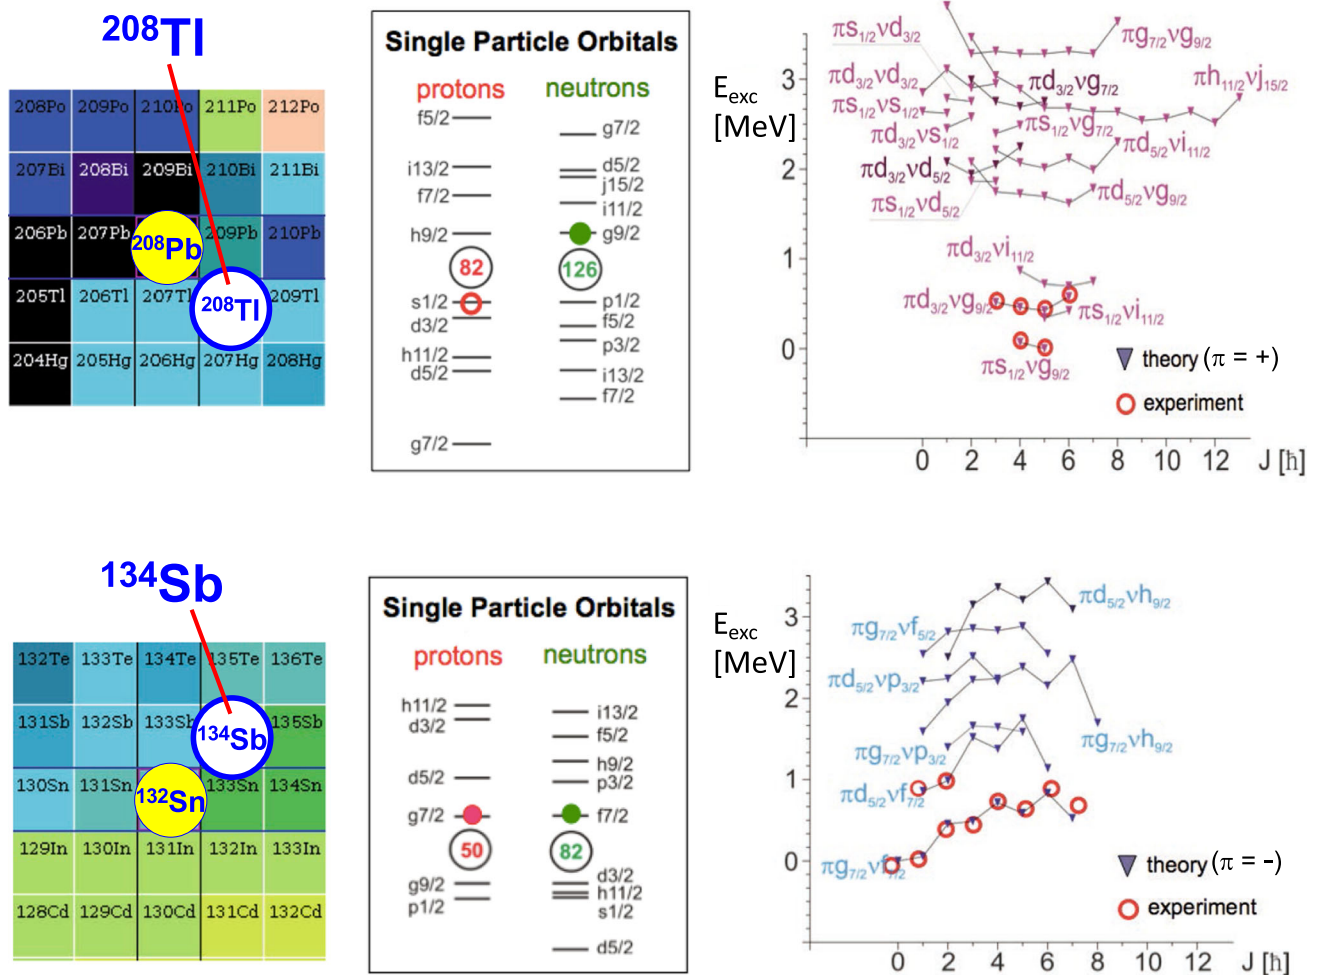 208Tl
208Po 209Po 210Po 211Po 212Po
207Bi 208Bi 209Bi 210Bi 211Bi
206Pb 207Pb 208Pb 209Pb 210Pb
205Tl 206Tl 207Tl 208Tl 209Tl
204Hg 205Hg 206Hg 207Hg 208Hg
Single Particle Orbitals
protons neutrons
f5/2
i13/2
f7/2
h9/2
82
s1/2
d3/2
h11/2
d5/2
g7/2
g7/2
d5/2
j15/2
i11/2
g9/2
126
p1/2
f5/2
p3/2
i13/2
f7/2
Eexc
[MeV]
3
2
1
0
πs1/2νd3/2
πg7/2νg9/2
πd3/2νd3/2
πd3/2νg7/2
πh11/2νj15/2
πs1/2νs1/2
πs1/2νg7/2
πd3/2νs1/2
πd5/2νi11/2
πd3/2νd5/2
πd5/2νg9/2
πs1/2νd5/2
πd3/2νi11/2
πd3/2νg9/2
πs1/2νi11/2
πs1/2νg9/2
theory (π = +)
experiment
0 2 4 6 8 10 12 J [ħ]
134Sb
132Te 133Te 134Te 135Te 136Te
131Sb 132Sb 133Sb 134Sb 135Sb
130Sn 131Sn 132Sn 133Sn 134Sn
129In 130In 131In 132In 133In
128Cd 129Cd 130Cd 131Cd 132Cd
Single Particle Orbitals
protons neutrons
h11/2
d3/2
d5/2
g7/2
50
g9/2
p1/2
i13/2
f5/2
h9/2
p3/2
f7/2
82
d3/2
h11/2
s1/2
d5/2
Eexc
[MeV]
3
2
1
0
πd5/2νh9/2
πg7/2νf5/2
πd5/2νp3/2
πg7/2νh9/2
πg7/2νp3/2
πd5/2νf7/2
πg7/2νf7/2
theory (π = -)
experiment
0 2 4 6 8 10 12 J [ħ]